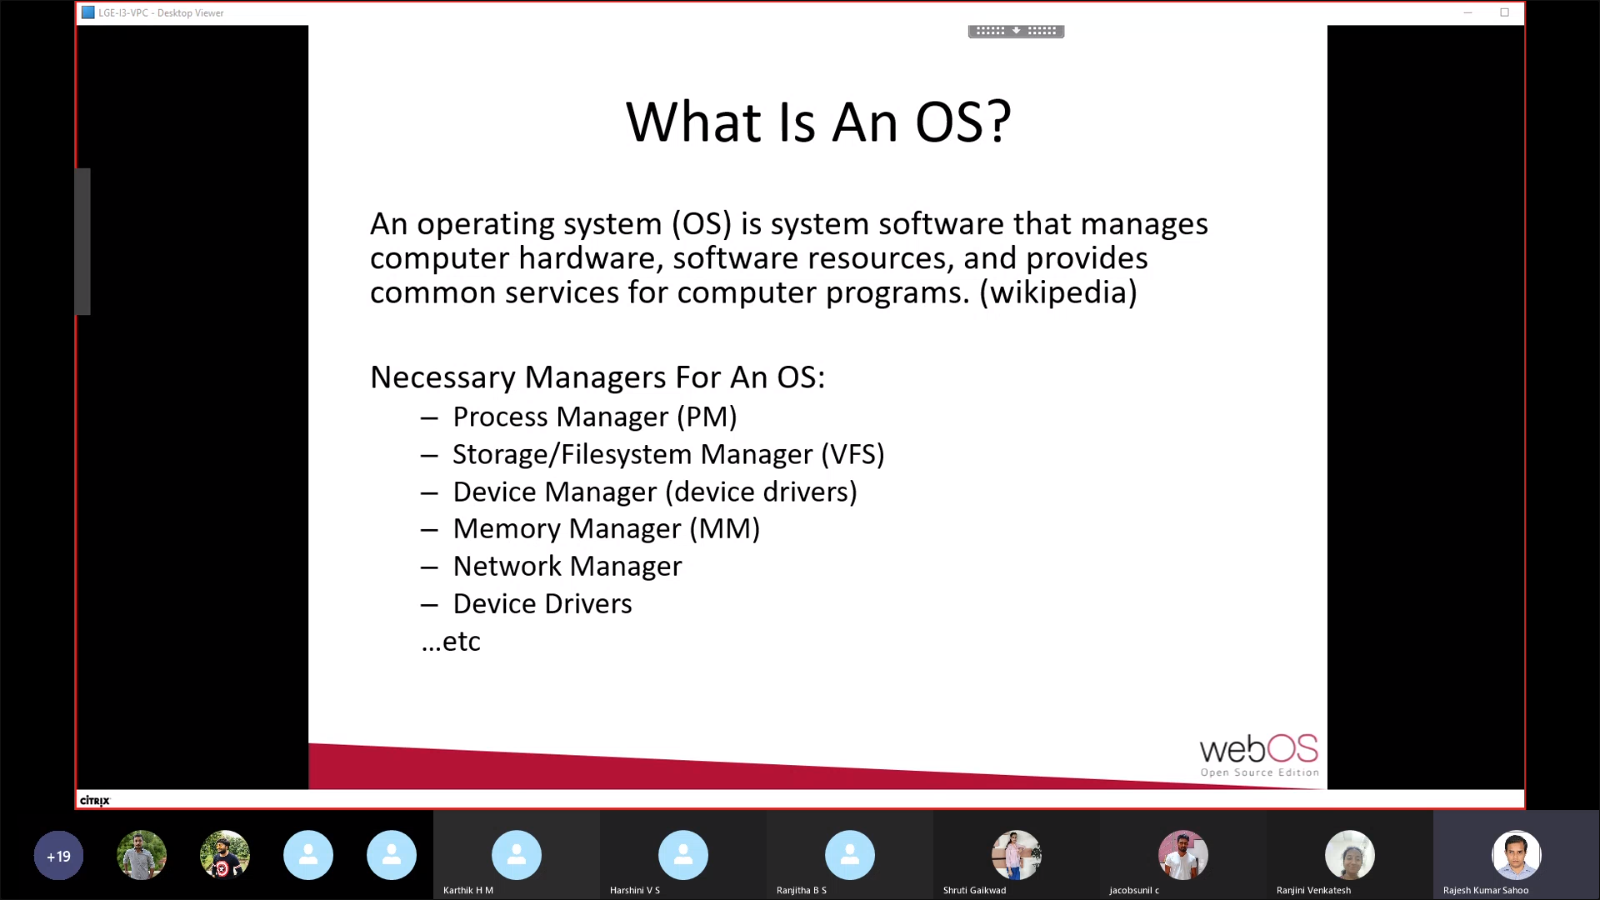 LGE-I3-VPC - Desktop Viewer
What Is An OS?
An operating system (OS) is system software that manages
computer hardware, software resources, and provides
common services for computer programs. (wikipedia)
Necessary Managers For An OS:
– Process Manager (PM)
– Storage/Filesystem Manager (VFS)
– Device Manager (device drivers)
– Memory Manager (MM)
– Network Manager
– Device Drivers
...etc
webOS
Open Source Edition
citrix
+19
Karthik H M
Harshini V S
Ranjitha B S
Shruti Gaikwad
jacobsunil c
Ranjini Venkatesh
Rajesh Kumar Sahoo